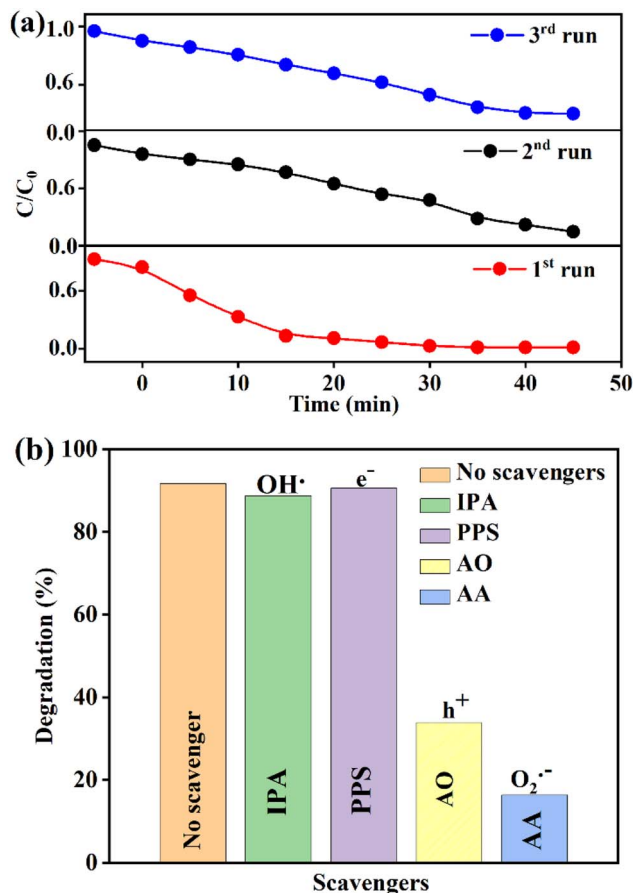 (a)
1.0
3rd run
0.6
0.0
2nd run
C/C0
0.6
0.0
1st run
0.6
0.0
0 10 20 30 40 50
Time (min)
(b)
100
No scavengers
OH· e−
IPA
80
PPS
AO
60
AA
Degradation (%)
40
h+
20
O2·−
No scavenger IPA PPS AO AA
0
Scavengers